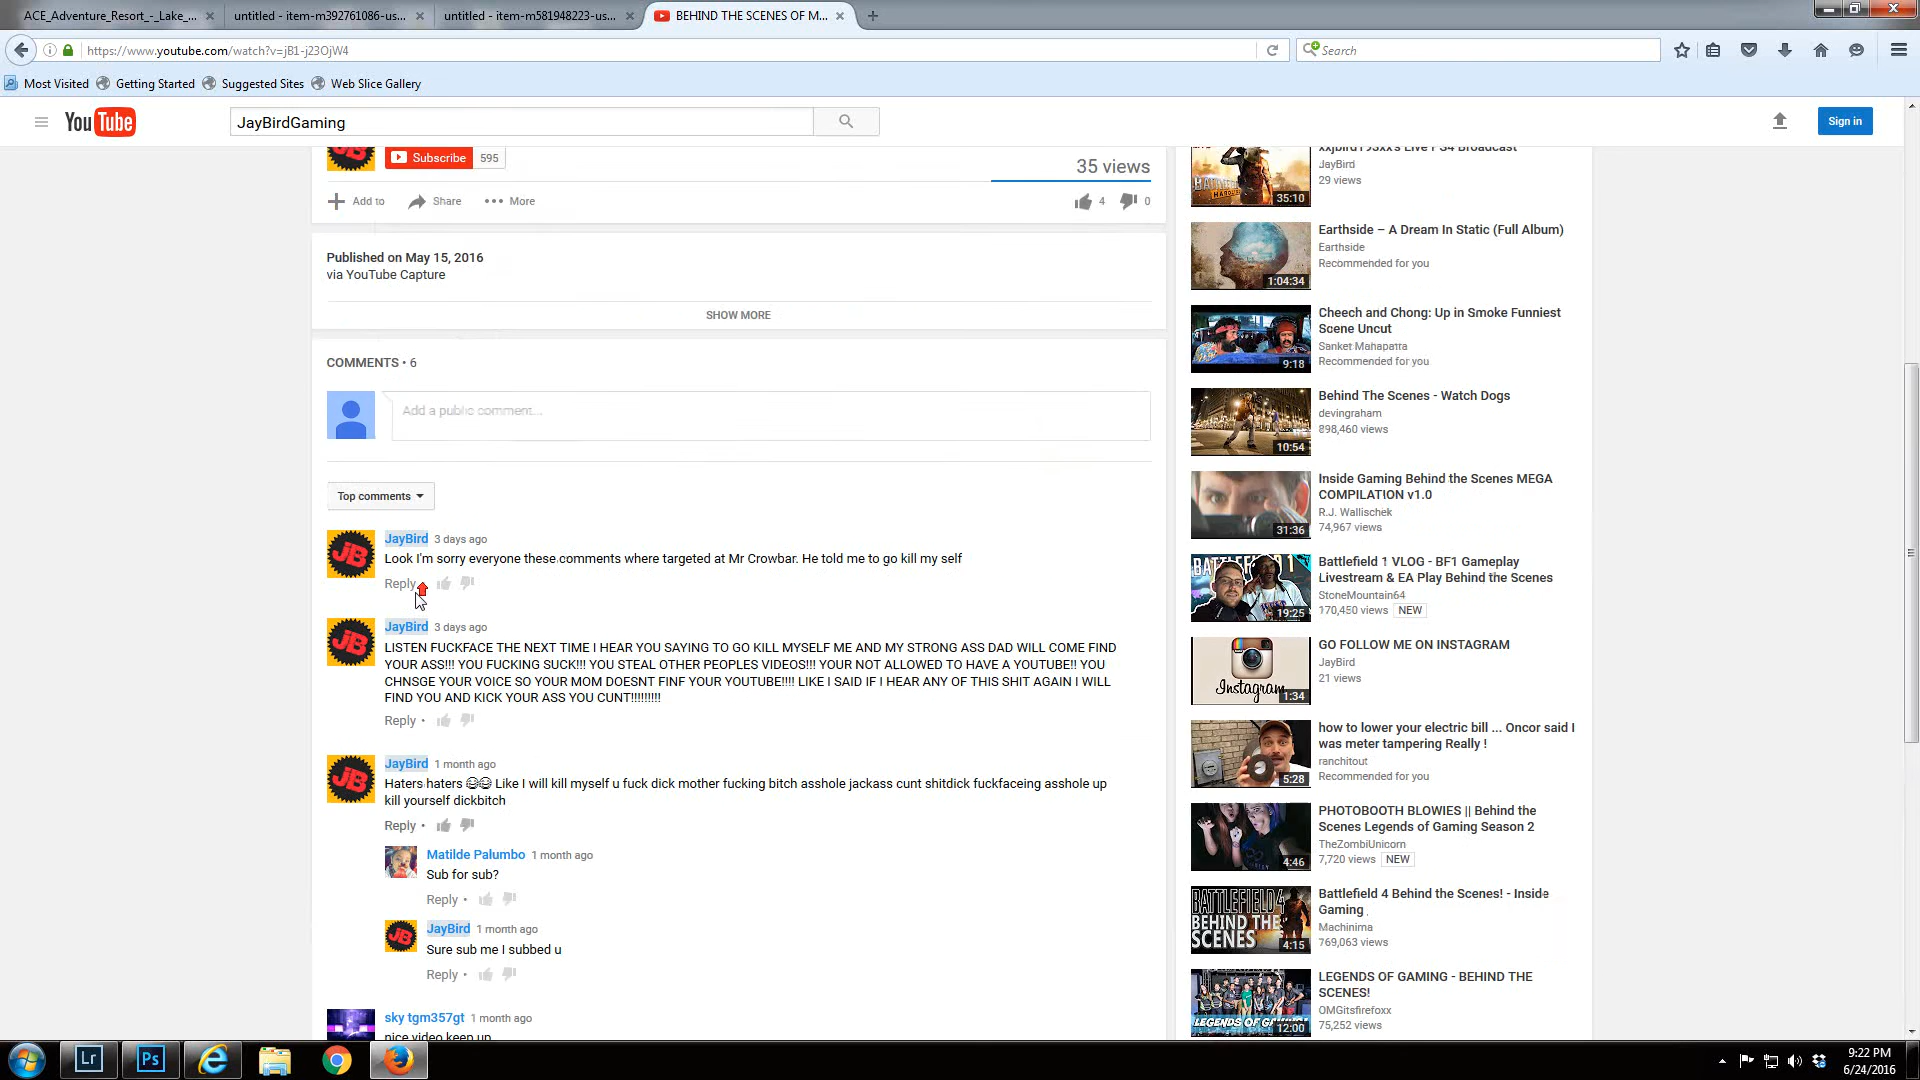 ACE_Adventure_Resort_-_Lake_...
untitled - item-m392761086-us...
untitled - item-m581948223-us...
BEHIND THE SCENES OF M...
https://www.youtube.com/watch?v=jB1-j23OjW4
Search
Most Visited
Getting Started
Suggested Sites
Web Slice Gallery
YouTube
JayBirdGaming
Sign in
JB
Subscribe 595
35 views
Add to
Share
More
4
0
Published on May 15, 2016
via YouTube Capture
SHOW MORE
COMMENTS • 6
Add a public comment...
Top comments
JB
JayBird 3 days ago
Look I'm sorry everyone these comments where targeted at Mr Crowbar. He told me to go kill my self
Reply
JB
JayBird 3 days ago
LISTEN FUCKFACE THE NEXT TIME I HEAR YOU SAYING TO GO KILL MYSELF ME AND MY STRONG ASS DAD WILL COME FIND
YOUR ASS!!! YOU FUCKING SUCK!!! YOU STEAL OTHER PEOPLES VIDEOS!!! YOUR NOT ALLOWED TO HAVE A YOUTUBE!! YOU
CHNSGE YOUR VOICE SO YOUR MOM DOESNT FINF YOUR YOUTUBE!!!! LIKE I SAID IF I HEAR ANY OF THIS SHIT AGAIN I WILL
FIND YOU AND KICK YOUR ASS YOU CUNT!!!!!!!!!
Reply •
JB
JayBird 1 month ago
Haters haters 😂😂 Like I will kill myself u fuck dick mother fucking bitch asshole jackass cunt shitdick fuckfaceing asshole up
kill yourself dickbitch
Reply •
Matilde Palumbo 1 month ago
Sub for sub?
Reply •
JB
JayBird 1 month ago
Sure sub me I subbed u
Reply •
sky tgm357gt 1 month ago
nice video keep up
xxjbird193xx's Live PS4 Broadcast
JayBird
29 views
35:10
Earthside – A Dream In Static (Full Album)
Earthside
Recommended for you
1:04:34
Cheech and Chong: Up in Smoke Funniest
Scene Uncut
Sanket Mahapatra
Recommended for you
9:18
Behind The Scenes - Watch Dogs
devingraham
898,460 views
10:54
Inside Gaming Behind the Scenes MEGA
COMPILATION v1.0
R.J. Wallischek
74,967 views
31:36
Battlefield 1 VLOG - BF1 Gameplay
Livestream & EA Play Behind the Scenes
StoneMountain64
170,450 views NEW
19:25
GO FOLLOW ME ON INSTAGRAM
JayBird
21 views
Instagram
1:34
how to lower your electric bill ... Oncor said I
was meter tampering Really !
ranchitout
Recommended for you
5:28
PHOTOBOOTH BLOWIES || Behind the
Scenes Legends of Gaming Season 2
TheZombiUnicorn
7,720 views NEW
4:46
Battlefield 4 Behind the Scenes! - Inside
Gaming
Machinima
769,063 views
BATTLEFIELD 4
BEHIND THE
SCENES
4:15
LEGENDS OF GAMING - BEHIND THE
SCENES!
OMGitsfirefoxx
75,252 views
LEGENDS OF GAMING
12:00
Lr
Ps
9:22 PM
6/24/2016